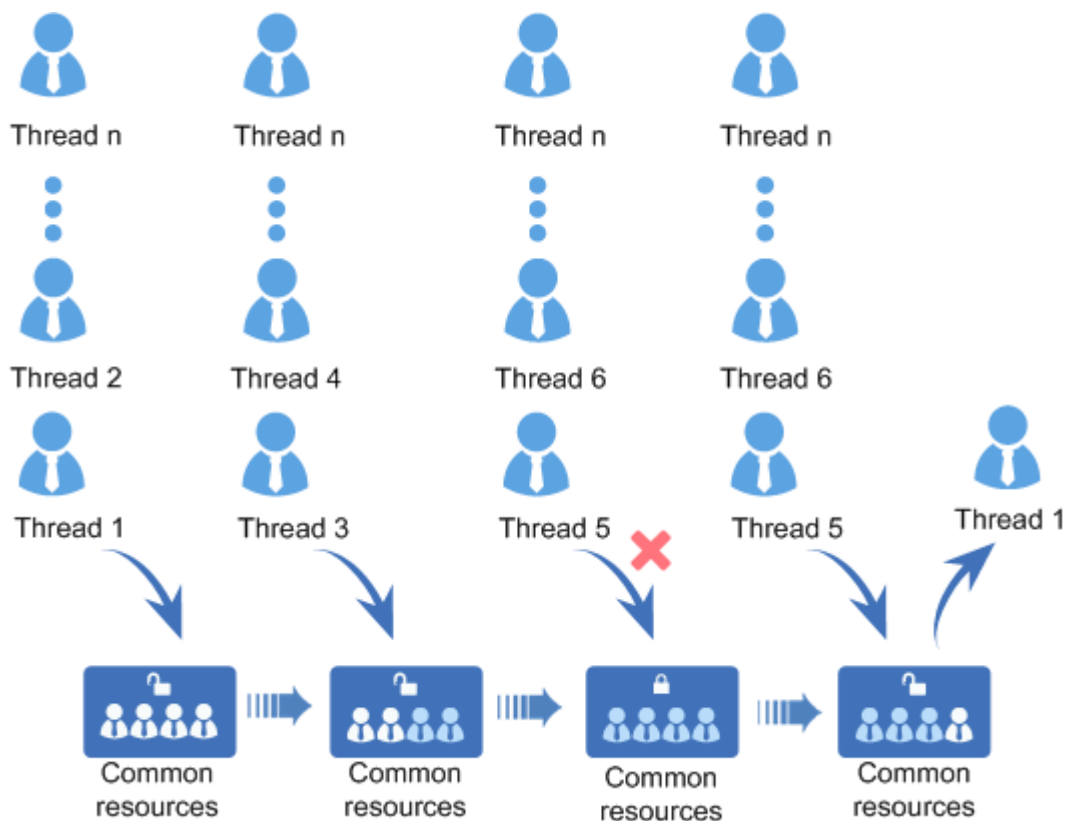 Thread n
Thread n
Thread n
Thread n
Thread 2
Thread 4
Thread 6
Thread 6
Thread 1
Thread 3
Thread 5
Thread 5
Thread 1
Common
resources
Common
resources
Common
resources
Common
resources